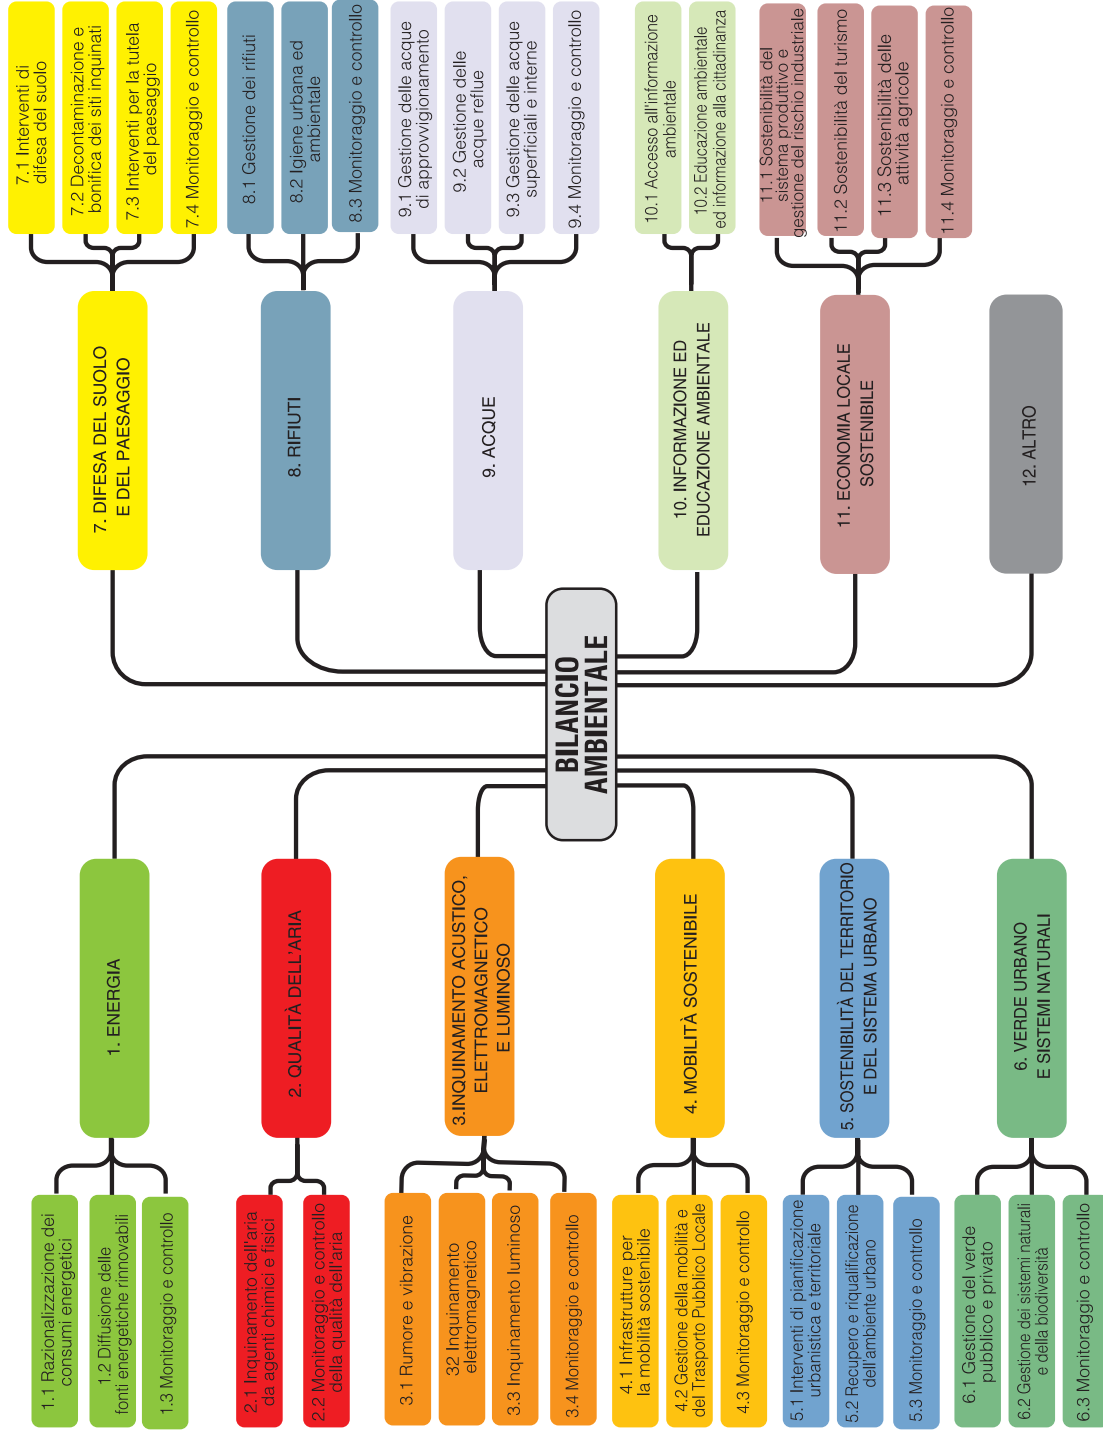 BILANCIO
AMBIENTALE
1. ENERGIA
1.1 Razionalizzazione dei
consumi energetici
1.2 Diffusione delle
fonti energetiche rinnovabili
1.3 Monitoraggio e controllo
2. QUALITÀ DELL'ARIA
2.1 Inquinamento dell'aria
da agenti chimici e fisici
2.2 Monitoraggio e controllo
della qualità dell'aria
3.INQUINAMENTO ACUSTICO,
ELETTROMAGNETICO
E LUMINOSO
3.1 Rumore e vibrazione
32 Inquinamento
elettromagnetico
3.3 Inquinamento luminoso
3.4 Monitoraggio e controllo
4. MOBILITÀ SOSTENIBILE
4.1 Infrastrutture per
la mobilità sostenibile
4.2 Gestione della mobilità e
del Trasporto Pubblico Locale
4.3 Monitoraggio e controllo
5. SOSTENIBILITÀ DEL TERRITORIO
E DEL SISTEMA URBANO
5.1 Interventi di pianificazione
urbanistica e territoriale
5.2 Recupero e riqualificazione
dell'ambiente urbano
5.3 Monitoraggio e controllo
6. VERDE URBANO
E SISTEMI NATURALI
6.1 Gestione del verde
pubblico e privato
6.2 Gestione dei sistemi naturali
e della biodiversità
6.3 Monitoraggio e controllo
7. DIFESA DEL SUOLO
E DEL PAESAGGIO
7.1 Interventi di
difesa del suolo
7.2 Decontaminazione e
bonifica dei siti inquinati
7.3 Interventi per la tutela
del paesaggio
7.4 Monitoraggio e controllo
8. RIFIUTI
8.1 Gestione dei rifiuti
8.2 Igiene urbana ed
ambientale
8.3 Monitoraggio e controllo
9. ACQUE
9.1 Gestione delle acque
di approvvigionamento
9.2 Gestione delle
acque reflue
9.3 Gestione delle acque
superficiali e interne
9.4 Monitoraggio e controllo
10. INFORMAZIONE ED
EDUCAZIONE AMBIENTALE
10.1 Accesso all'informazione
ambientale
10.2 Educazione ambientale
ed informazione alla cittadinanza
11. ECONOMIA LOCALE
SOSTENIBILE
11.1 Sostenibilità del
sistema produttivo e
gestione del rischio industriale
11.2 Sostenibilità del turismo
11.3 Sostenibilità delle
attività agricole
11.4 Monitoraggio e controllo
12. ALTRO